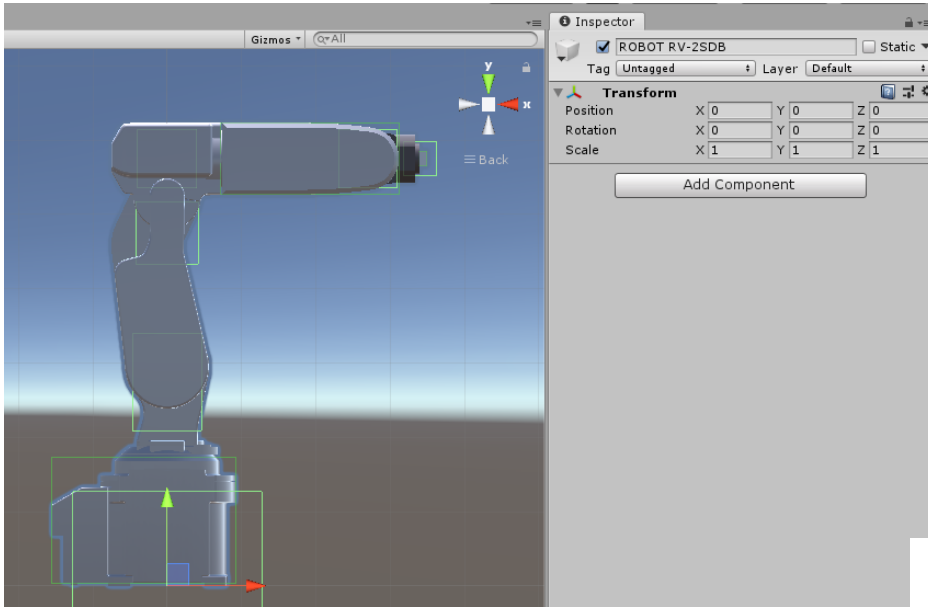 Inspector
Gizmos
All
ROBOT RV-2SDB
Static
Tag Untagged Layer Default
y
x
Back
Transform
Position X 0 Y 0 Z 0
Rotation X 0 Y 0 Z 0
Scale X 1 Y 1 Z 1
Add Component